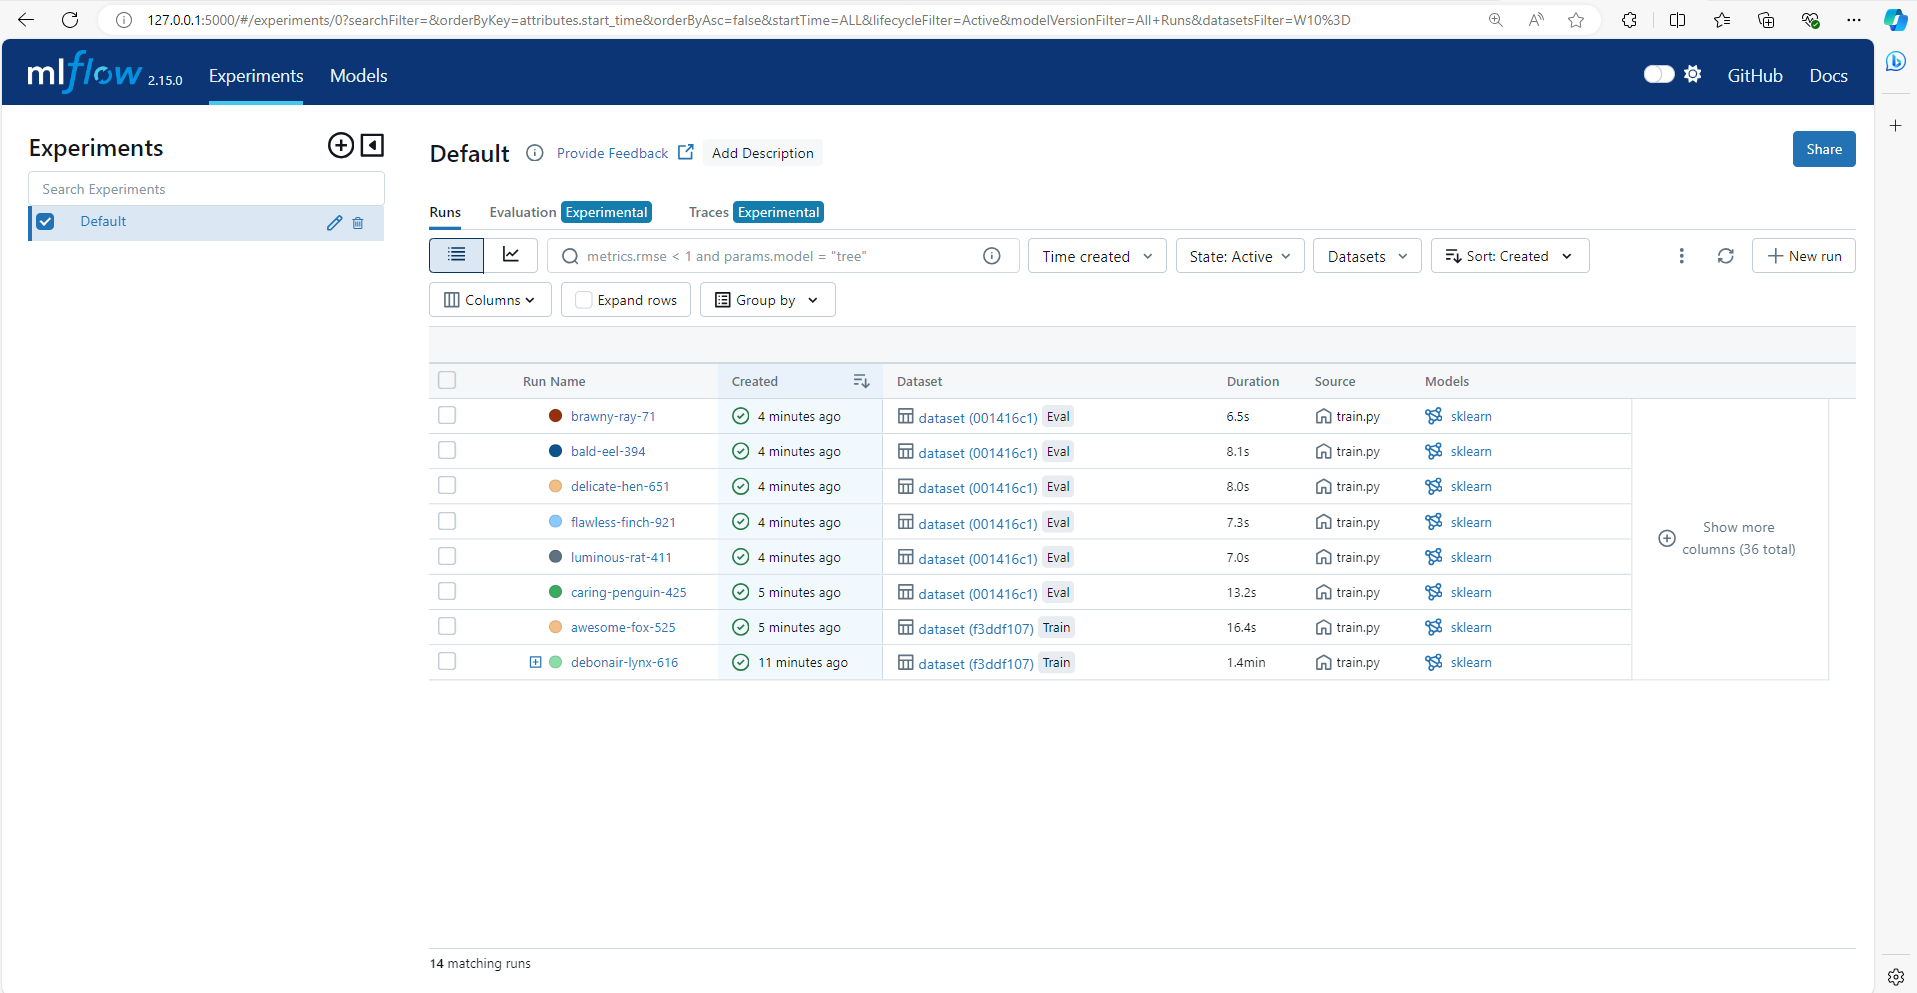 127.0.0.1:5000/#/experiments/0?searchFilter=&orderByKey=attributes.start_time&orderByAsc=false&startTime=ALL&lifecycleFilter=Active&modelVersionFilter=All+Runs&datasetsFilter=W10%3D
mlflow 2.15.0 Experiments Models GitHub Docs
Experiments
Search Experiments
Default
Default Provide Feedback Add Description Share
Runs Evaluation Experimental Traces Experimental
metrics.rmse < 1 and params.model = "tree" Time created State: Active Datasets Sort: Created New run
Columns Expand rows Group by
Run Name Created Dataset Duration Source Models
brawny-ray-71 4 minutes ago dataset (001416c1) Eval 6.5s train.py sklearn
bald-eel-394 4 minutes ago dataset (001416c1) Eval 8.1s train.py sklearn
delicate-hen-651 4 minutes ago dataset (001416c1) Eval 8.0s train.py sklearn
flawless-finch-921 4 minutes ago dataset (001416c1) Eval 7.3s train.py sklearn
luminous-rat-411 4 minutes ago dataset (001416c1) Eval 7.0s train.py sklearn
caring-penguin-425 5 minutes ago dataset (001416c1) Eval 13.2s train.py sklearn
awesome-fox-525 5 minutes ago dataset (f3ddf107) Train 16.4s train.py sklearn
debonair-lynx-616 11 minutes ago dataset (f3ddf107) Train 1.4min train.py sklearn
Show more
columns (36 total)
14 matching runs